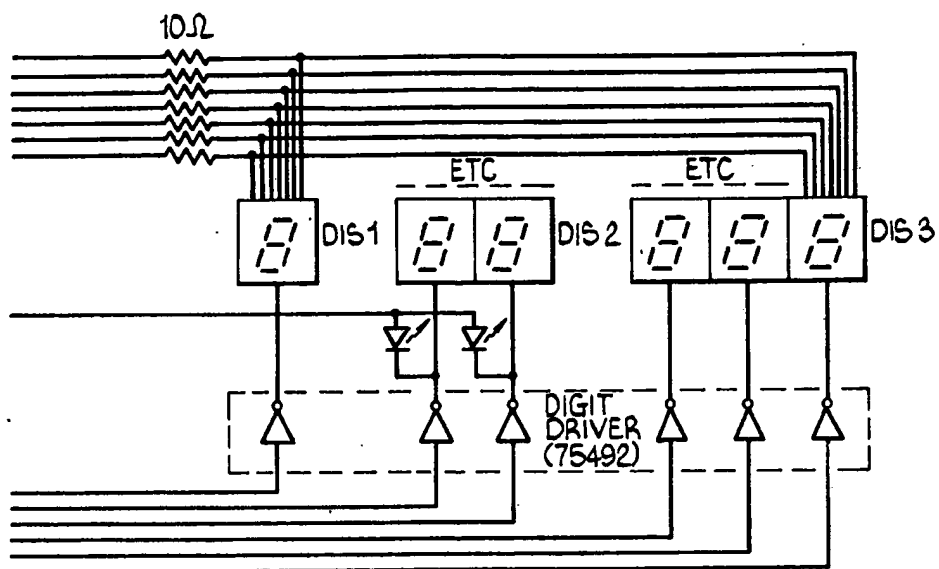 10Ω
ETC
ETC
DIS 1
DIS 2
DIS 3
DIGIT
DRIVER
(75492)